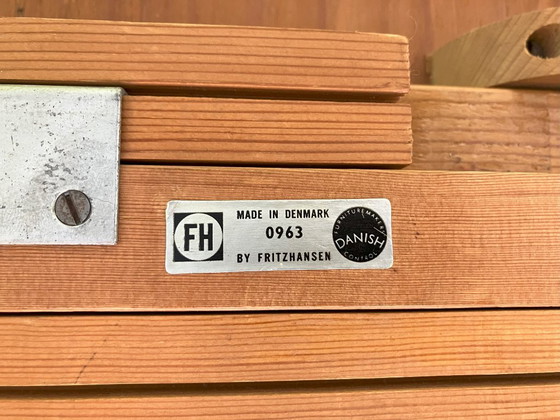 FH
MADE IN DENMARK
0963
BY FRITZHANSEN
FURNITUREMAKERS
DANISH
CONTROL